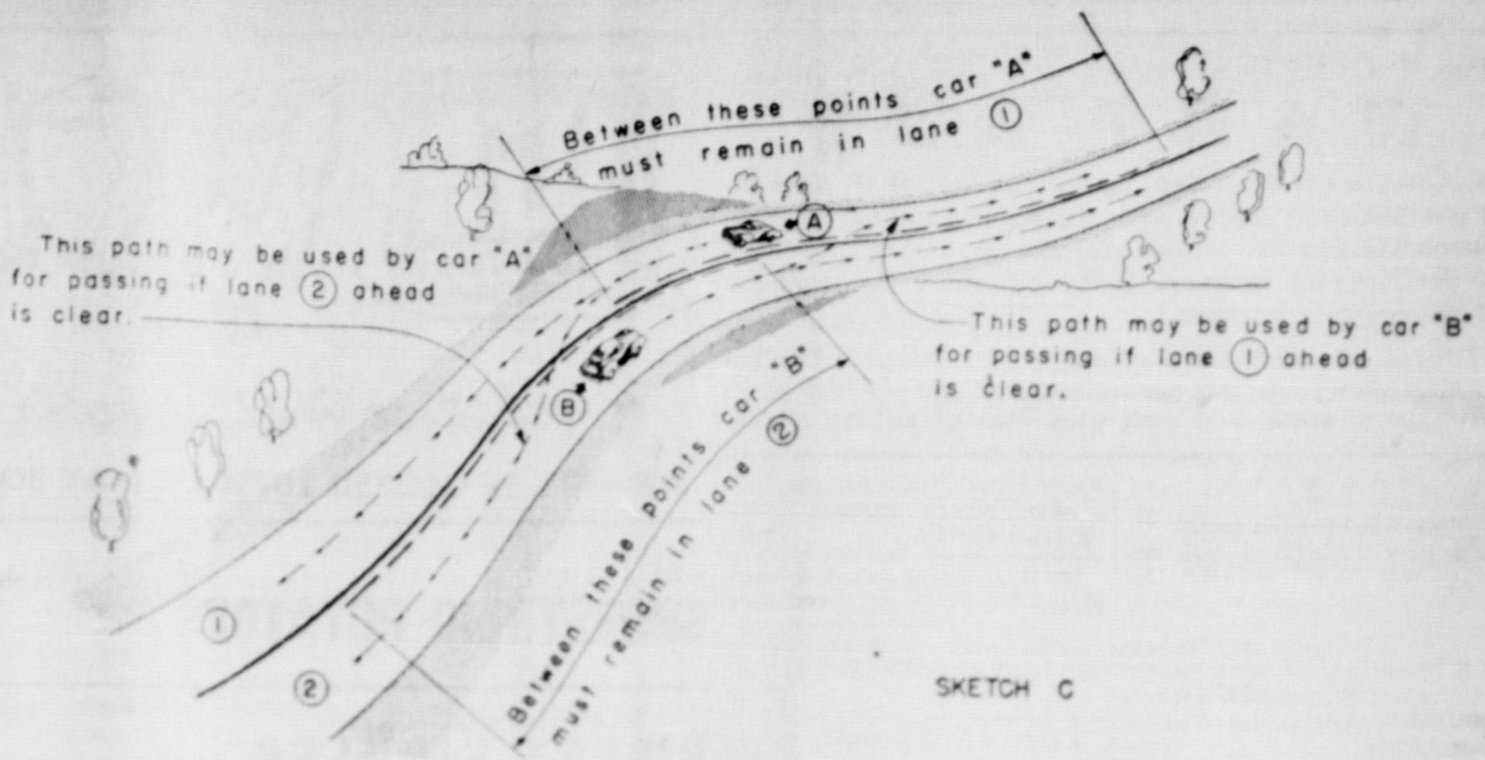 Between these points car "A"
must remain in lane ①
This path may be used by car "A"
for passing if lane ② ahead
is clear.
Ⓐ
Ⓑ
This path may be used by car "B"
for passing if lane ① ahead
is clear.
Between these points car "B"
must remain in lane ②
①
②
SKETCH C